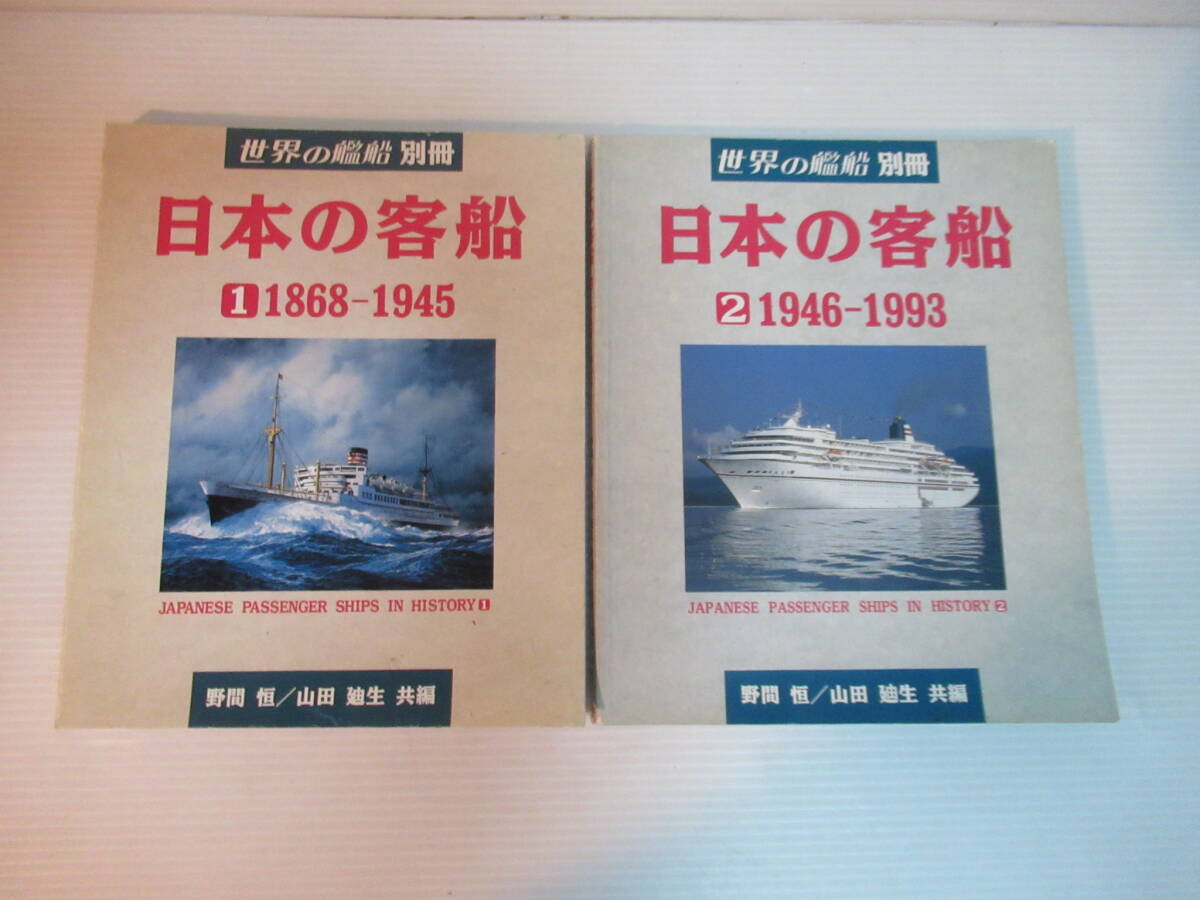 世界の艦船 別冊
日本の客船
1 1868-1945
JAPANESE PASSENGER SHIPS IN HISTORY 1
野間 恒／山田 廸生 共編
世界の艦船 別冊
日本の客船
2 1946-1993
JAPANESE PASSENGER SHIPS IN HISTORY 2
野間 恒／山田 廸生 共編